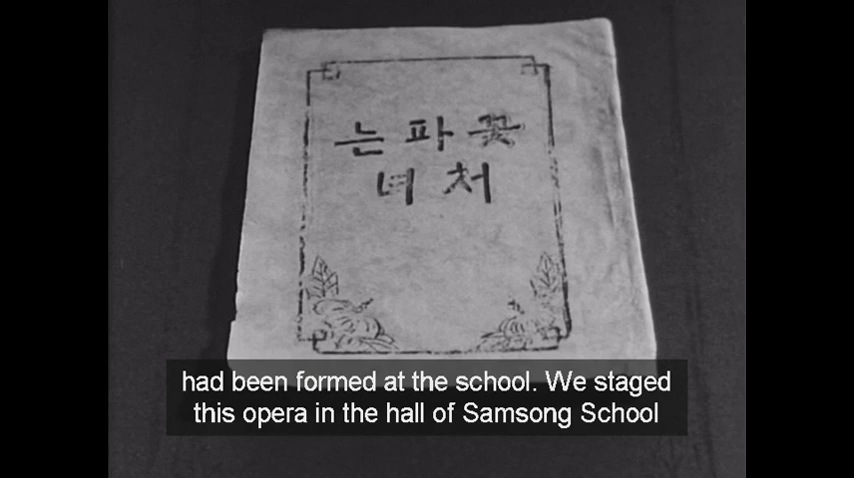 꽃파는
처녀
had been formed at the school. We staged
this opera in the hall of Samsong School